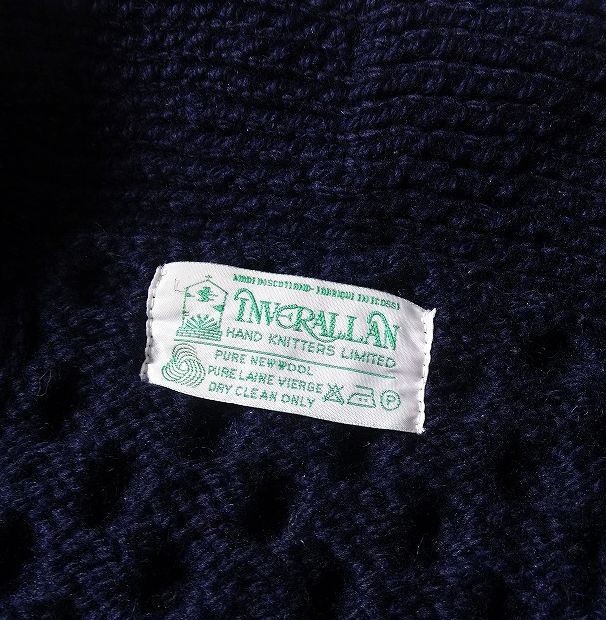 MADE IN SCOTLAND - FABRIQUE EN ECOSSE
INVERALLAN
HAND KNITTERS LIMITED
PURE NEW WOOL
PURE LAINE VIERGE
DRY CLEAN ONLY
P